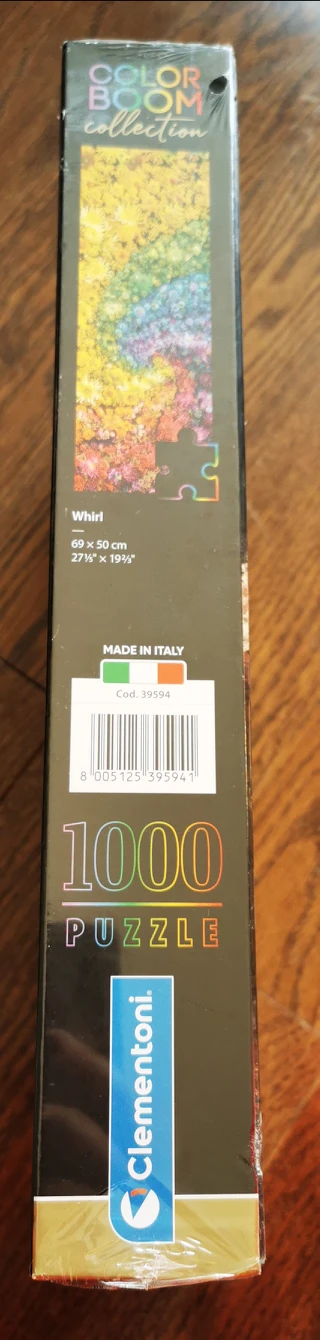 COLOR
BOOM
collection
Whirl
69 x 50 cm
27⅕" x 19⅔"
MADE IN ITALY
Cod. 39594
8 005125 395941
1000
PUZZLE
Clementoni®